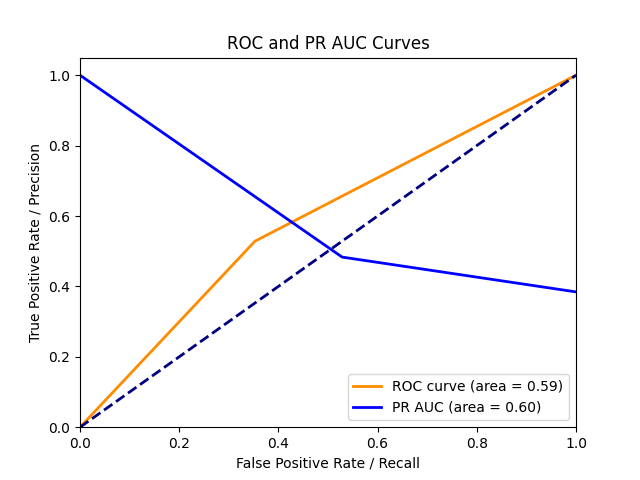 ROC and PR AUC Curves
True Positive Rate / Precision
1.0
0.8
0.6
0.4
0.2
0.0
0.0 0.2 0.4 0.6 0.8 1.0
ROC curve (area = 0.59)
PR AUC (area = 0.60)
False Positive Rate / Recall